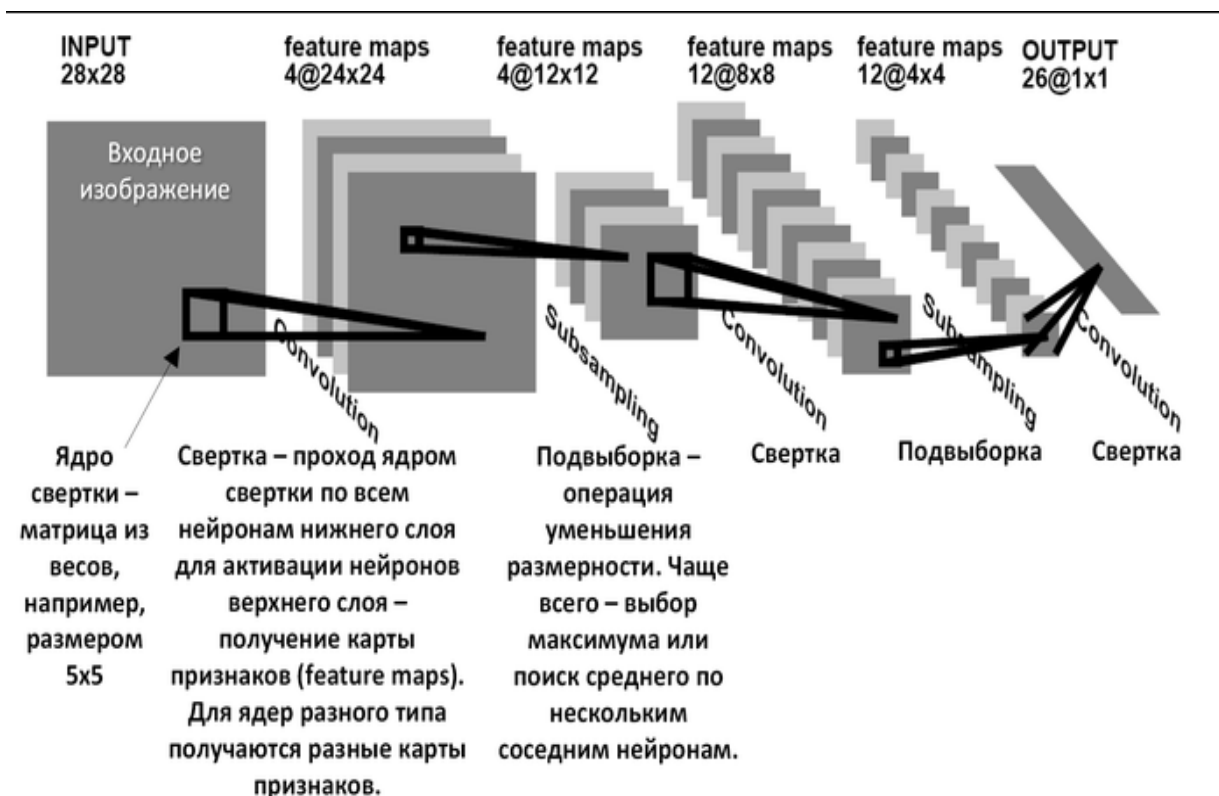 INPUT
28x28
feature maps
4@24x24
feature maps
4@12x12
feature maps
12@8x8
feature maps
12@4x4
OUTPUT
26@1x1
Входное
изображение
Convolution
Subsampling
Convolution
Subsampling
Convolution
Ядро
свертки –
матрица из
весов,
например,
размером
5x5
Свертка – проход ядром
свертки по всем
нейронам нижнего слоя
для активации нейронов
верхнего слоя –
получение карты
признаков (feature maps).
Для ядер разного типа
получаются разные карты
признаков.
Подвыборка –
операция
уменьшения
размерности. Чаще
всего – выбор
максимума или
поиск среднего по
нескольким
соседним нейронам.
Свертка
Подвыборка
Свертка